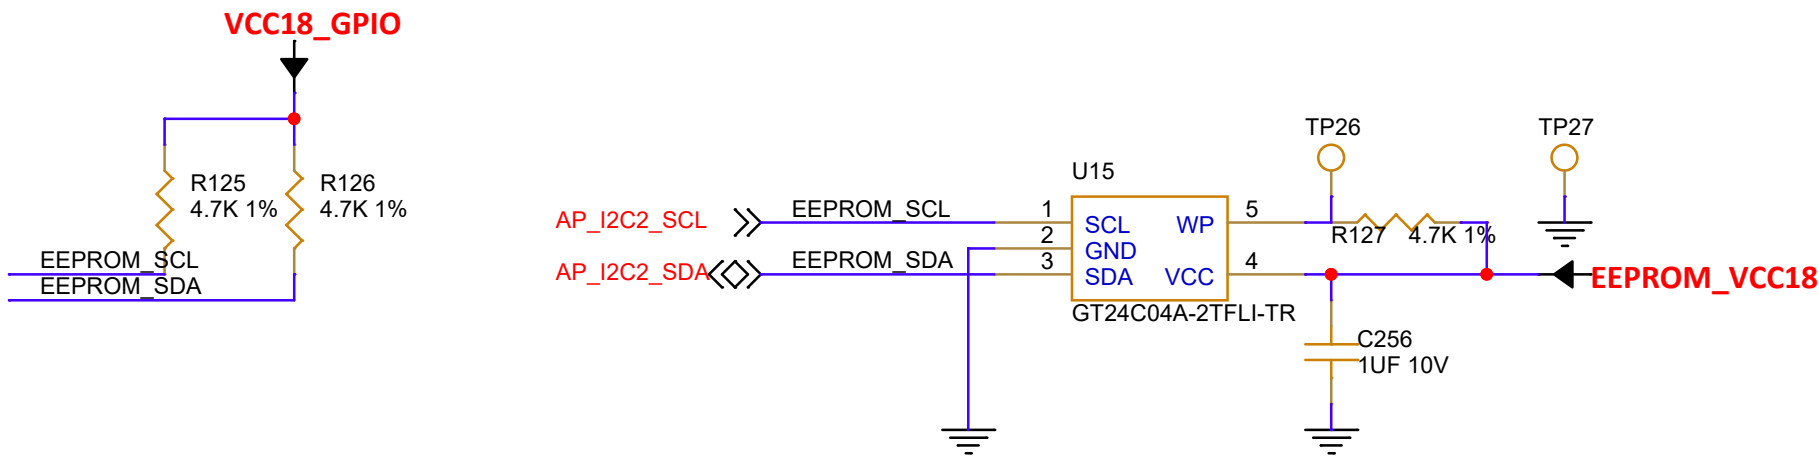 VCC18_GPIO
R125
4.7K 1%
R126
4.7K 1%
EEPROM_SCL
EEPROM_SDA
AP_I2C2_SCL
EEPROM_SCL
AP_I2C2_SDA
EEPROM_SDA
U15
1
2
3
SCL
GND
SDA
WP
VCC
5
4
GT24C04A-2TFLI-TR
TP26
TP27
R127 4.7K 1%
EEPROM_VCC18
C256
1UF 10V